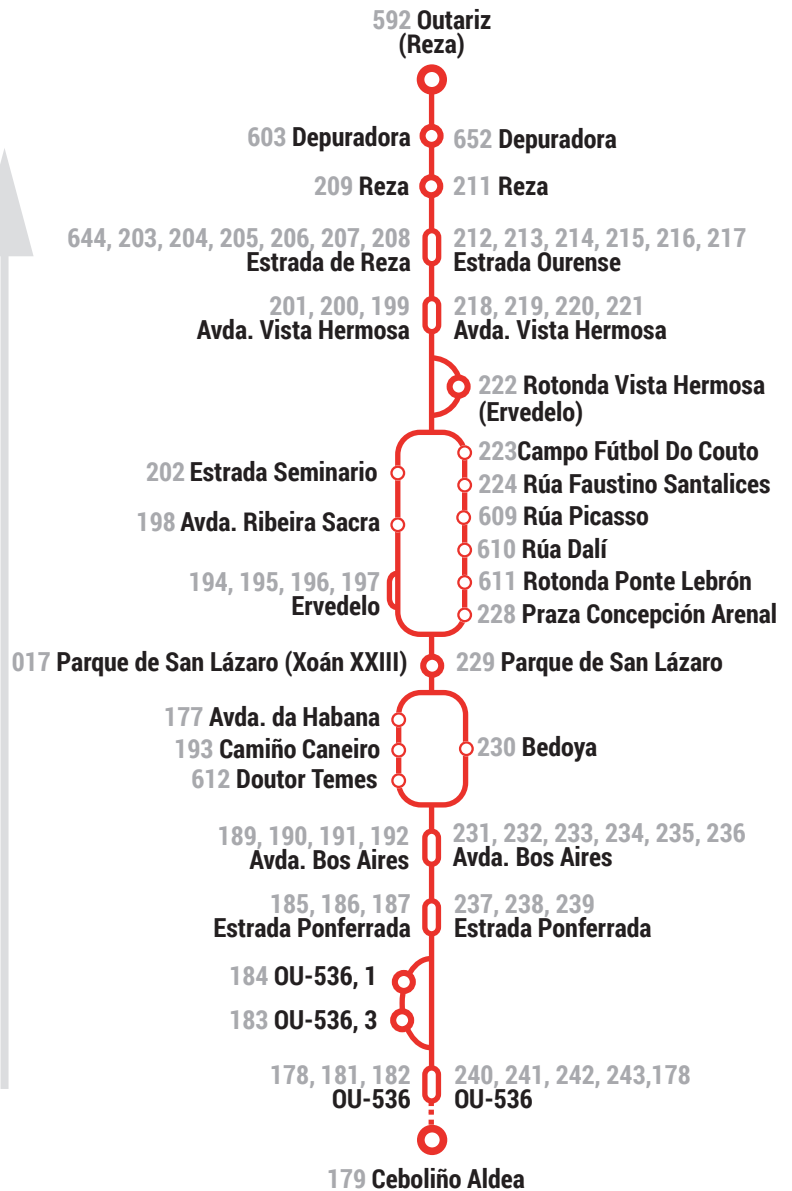 592 Outariz
(Reza)
603 Depuradora
652 Depuradora
209 Reza
211 Reza
644, 203, 204, 205, 206, 207, 208
Estrada de Reza
212, 213, 214, 215, 216, 217
Estrada Ourense
201, 200, 199
Avda. Vista Hermosa
218, 219, 220, 221
Avda. Vista Hermosa
222 Rotonda Vista Hermosa
(Ervedelo)
202 Estrada Seminario
198 Avda. Ribeira Sacra
194, 195, 196, 197
Ervedelo
223Campo Fútbol Do Couto
224 Rúa Faustino Santalices
609 Rúa Picasso
610 Rúa Dalí
611 Rotonda Ponte Lebrón
228 Praza Concepción Arenal
017 Parque de San Lázaro (Xoán XXIII)
229 Parque de San Lázaro
177 Avda. da Habana
193 Camiño Caneiro
612 Doutor Temes
230 Bedoya
189, 190, 191, 192
Avda. Bos Aires
231, 232, 233, 234, 235, 236
Avda. Bos Aires
185, 186, 187
Estrada Ponferrada
237, 238, 239
Estrada Ponferrada
184 OU-536, 1
183 OU-536, 3
178, 181, 182
OU-536
240, 241, 242, 243,178
OU-536
179 Ceboliño Aldea